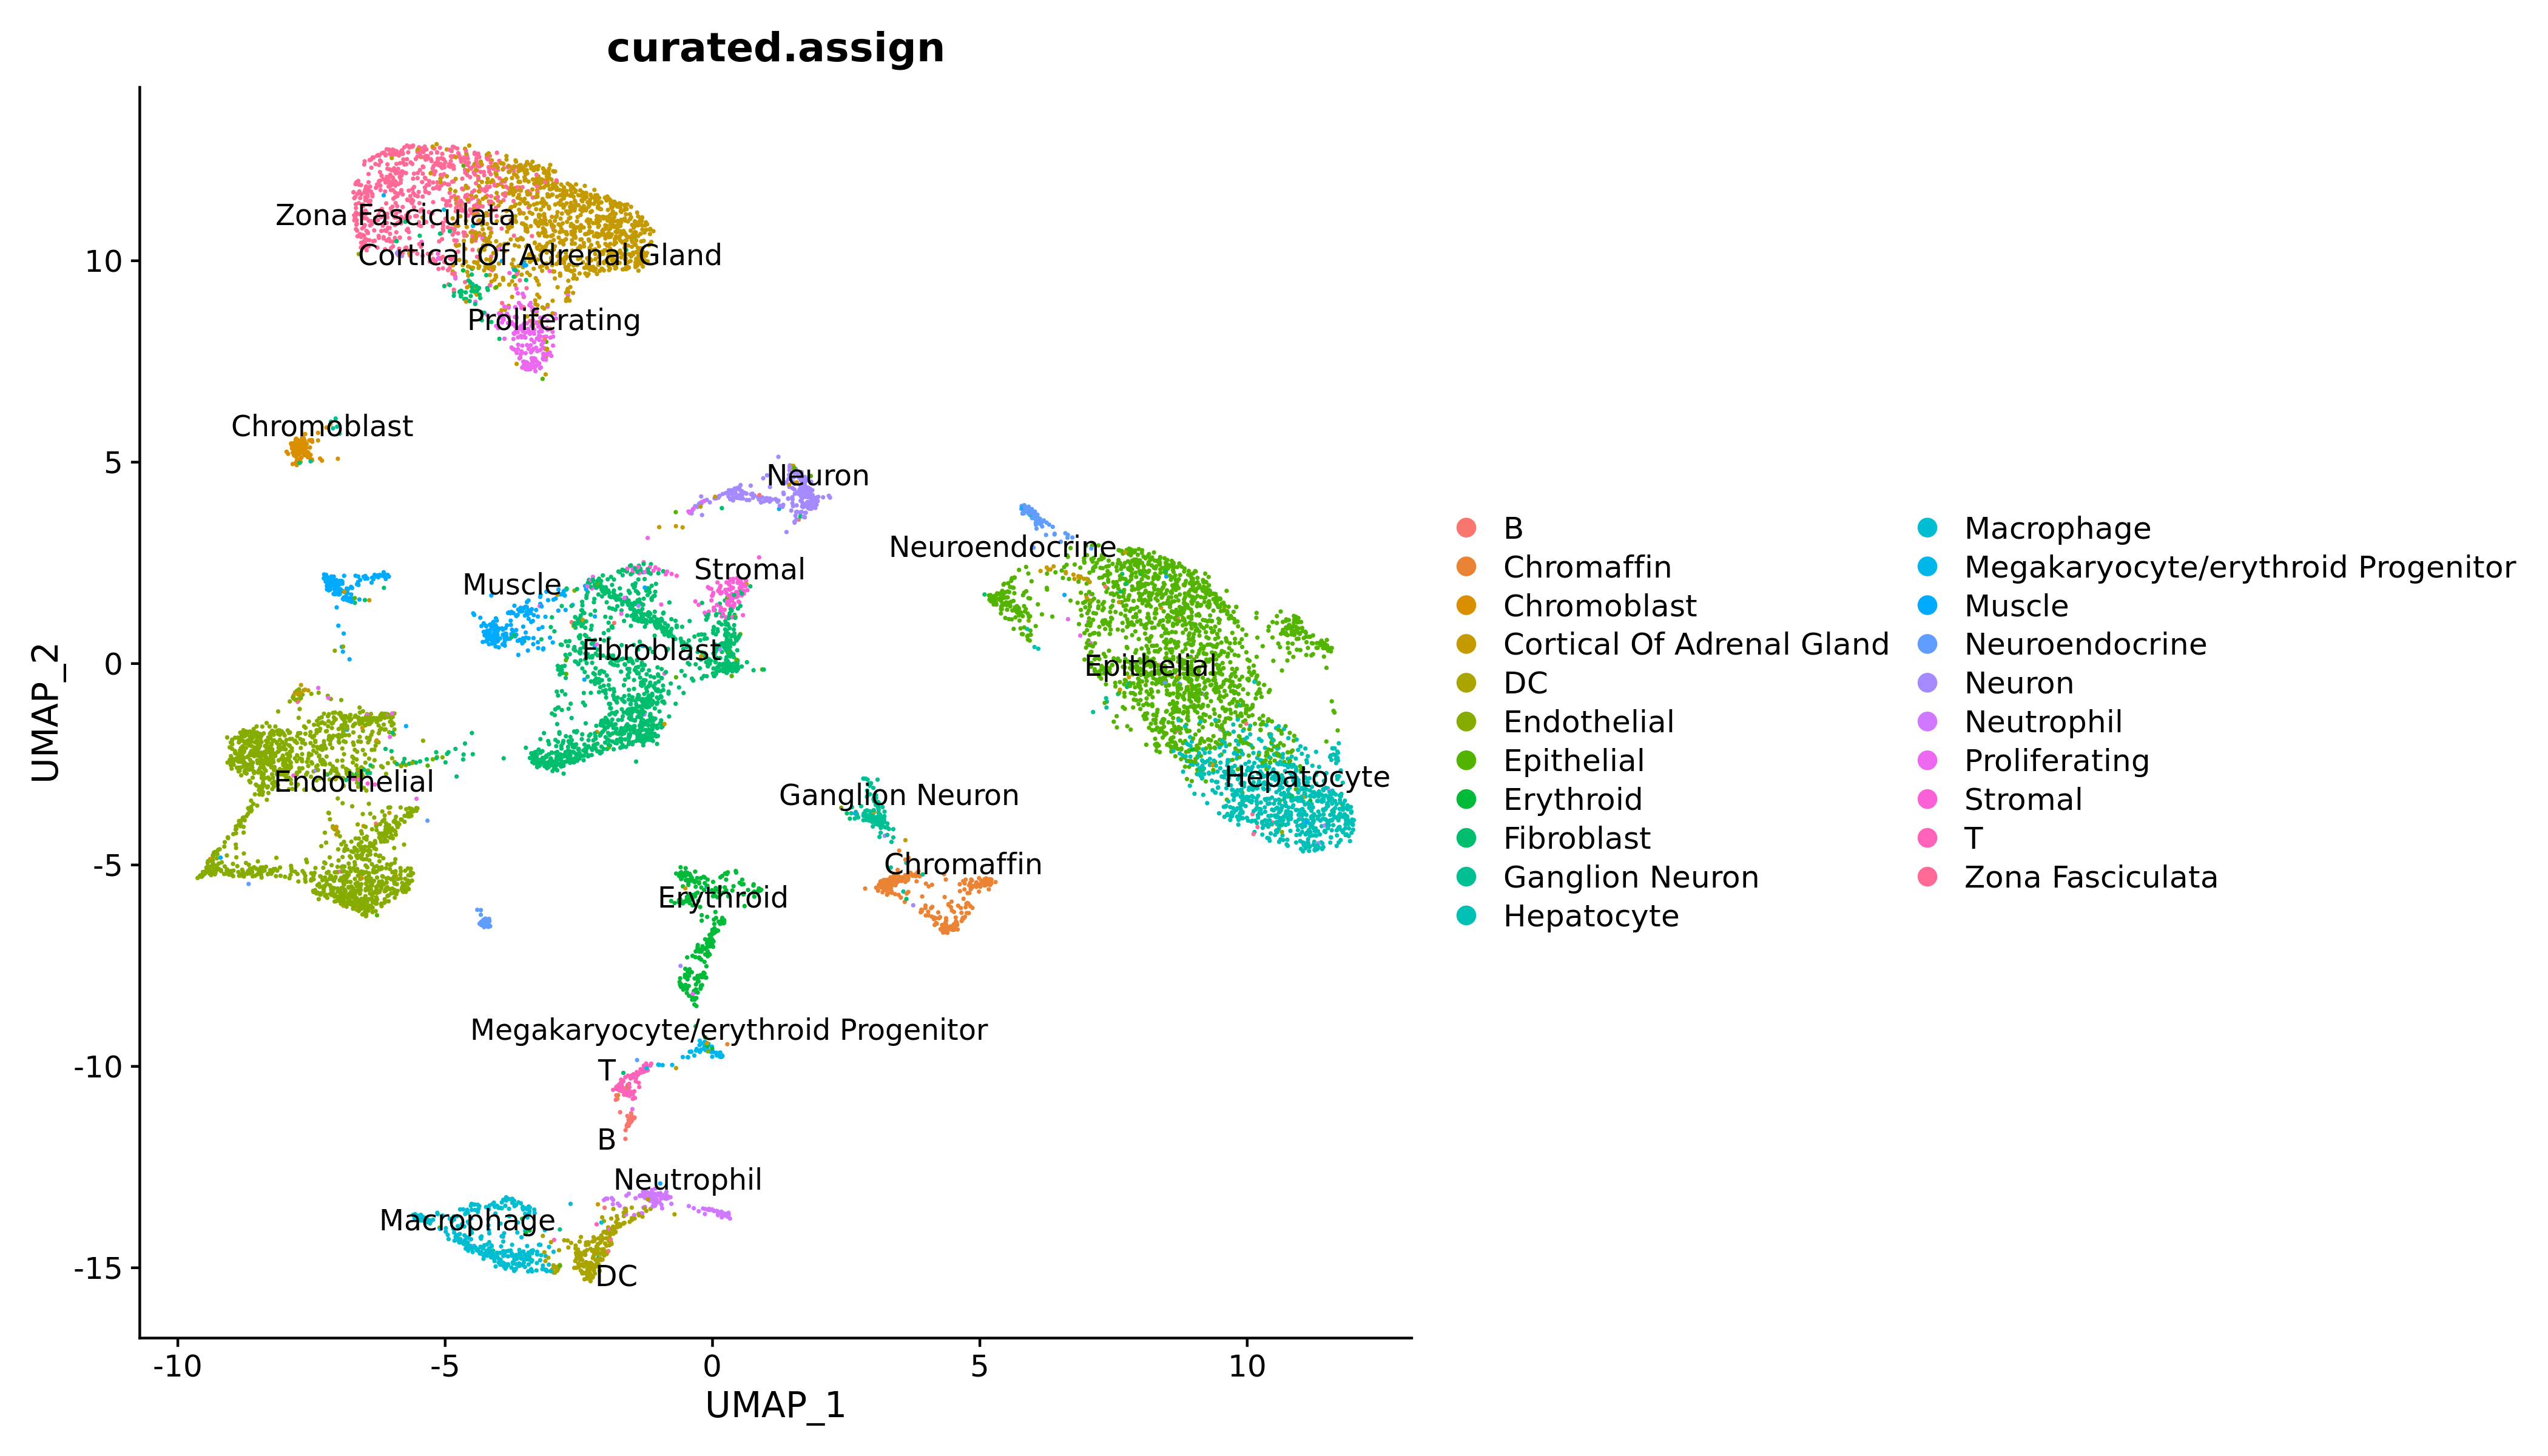 curated.assign
Zona Fasciculata
Cortical Of Adrenal Gland
Proliferating
Chromoblast
Neuron
Neuroendocrine
Stromal
Muscle
Fibroblast
Epithelial
Endothelial
Hepatocyte
Ganglion Neuron
Chromaffin
Erythroid
Megakaryocyte/erythroid Progenitor
T
B
Neutrophil
Macrophage
DC
10
5
0
-5
-10
-15
UMAP_2
-10
-5
0
5
10
UMAP_1
B
Chromaffin
Chromoblast
Cortical Of Adrenal Gland
DC
Endothelial
Epithelial
Erythroid
Fibroblast
Ganglion Neuron
Hepatocyte
Macrophage
Megakaryocyte/erythroid Progenitor
Muscle
Neuroendocrine
Neuron
Neutrophil
Proliferating
Stromal
T
Zona Fasciculata